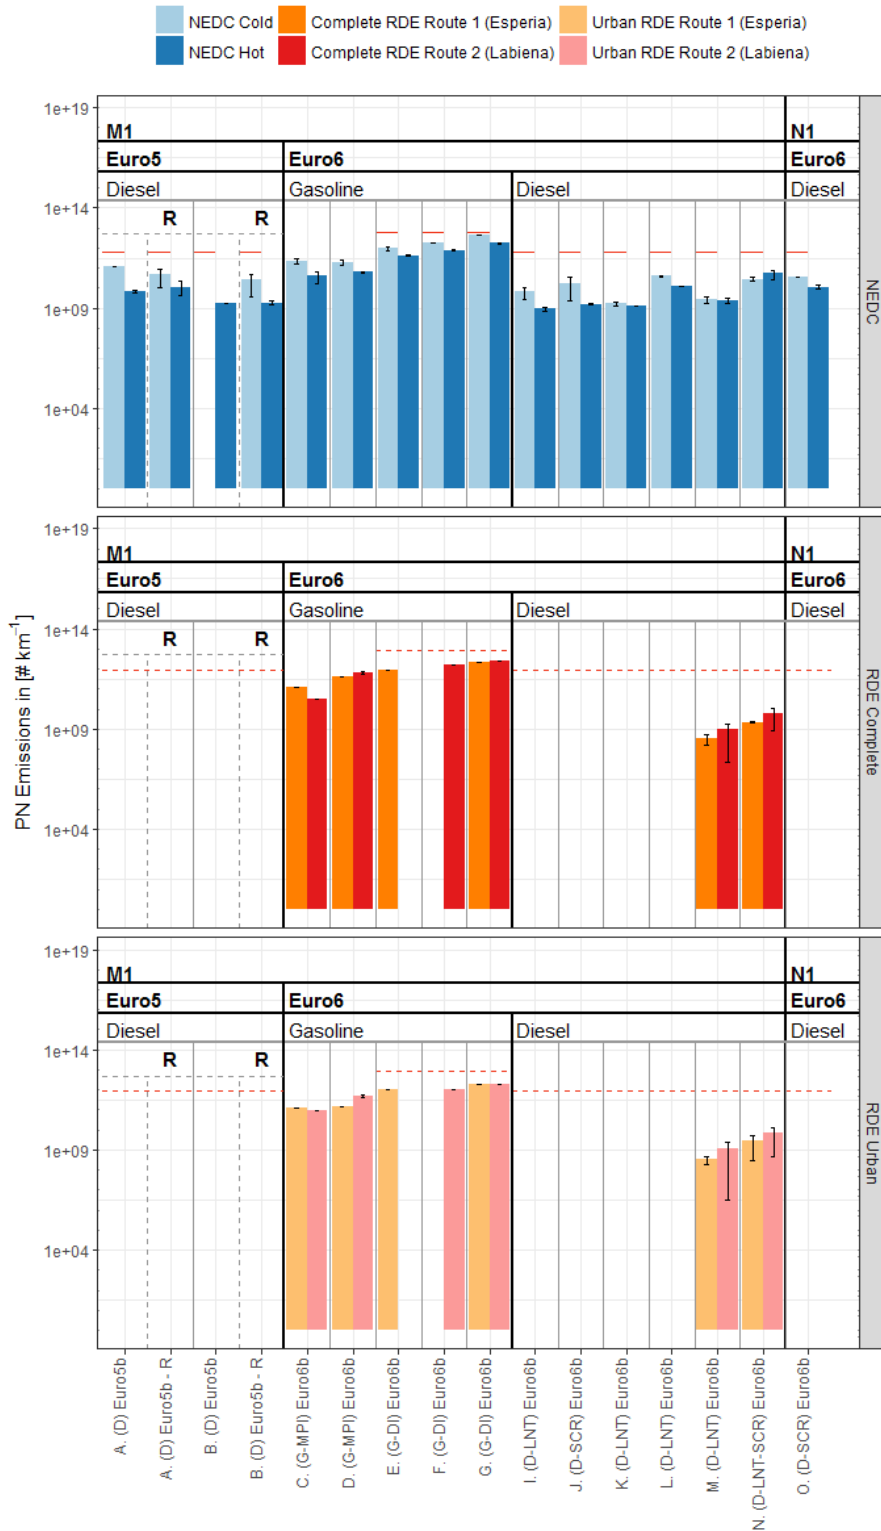 NEDC Cold Complete RDE Route 1 (Esperia) Urban RDE Route 1 (Esperia)
NEDC Hot Complete RDE Route 2 (Labiena) Urban RDE Route 2 (Labiena)
PN Emissions in [# km⁻¹]
1e+19
1e+14
1e+09
1e+04
M1 N1
Euro5 Euro6 Euro6
Diesel Gasoline Diesel Diesel
R R
NEDC
1e+19
1e+14
1e+09
1e+04
M1 N1
Euro5 Euro6 Euro6
Diesel Gasoline Diesel Diesel
R R
RDE Complete
1e+19
1e+14
1e+09
1e+04
M1 N1
Euro5 Euro6 Euro6
Diesel Gasoline Diesel Diesel
R R
RDE Urban
A. (D) Euro5b
A. (D) Euro5b - R
B. (D) Euro5b
B. (D) Euro5b - R
C. (G-MPI) Euro6b
D. (G-MPI) Euro6b
E. (G-DI) Euro6b
F. (G-DI) Euro6b
G. (G-DI) Euro6b
I. (D-LNT) Euro6b
J. (D-SCR) Euro6b
K. (D-LNT) Euro6b
L. (D-LNT) Euro6b
M. (D-LNT) Euro6b
N. (D-LNT-SCR) Euro6b
O. (D-SCR) Euro6b